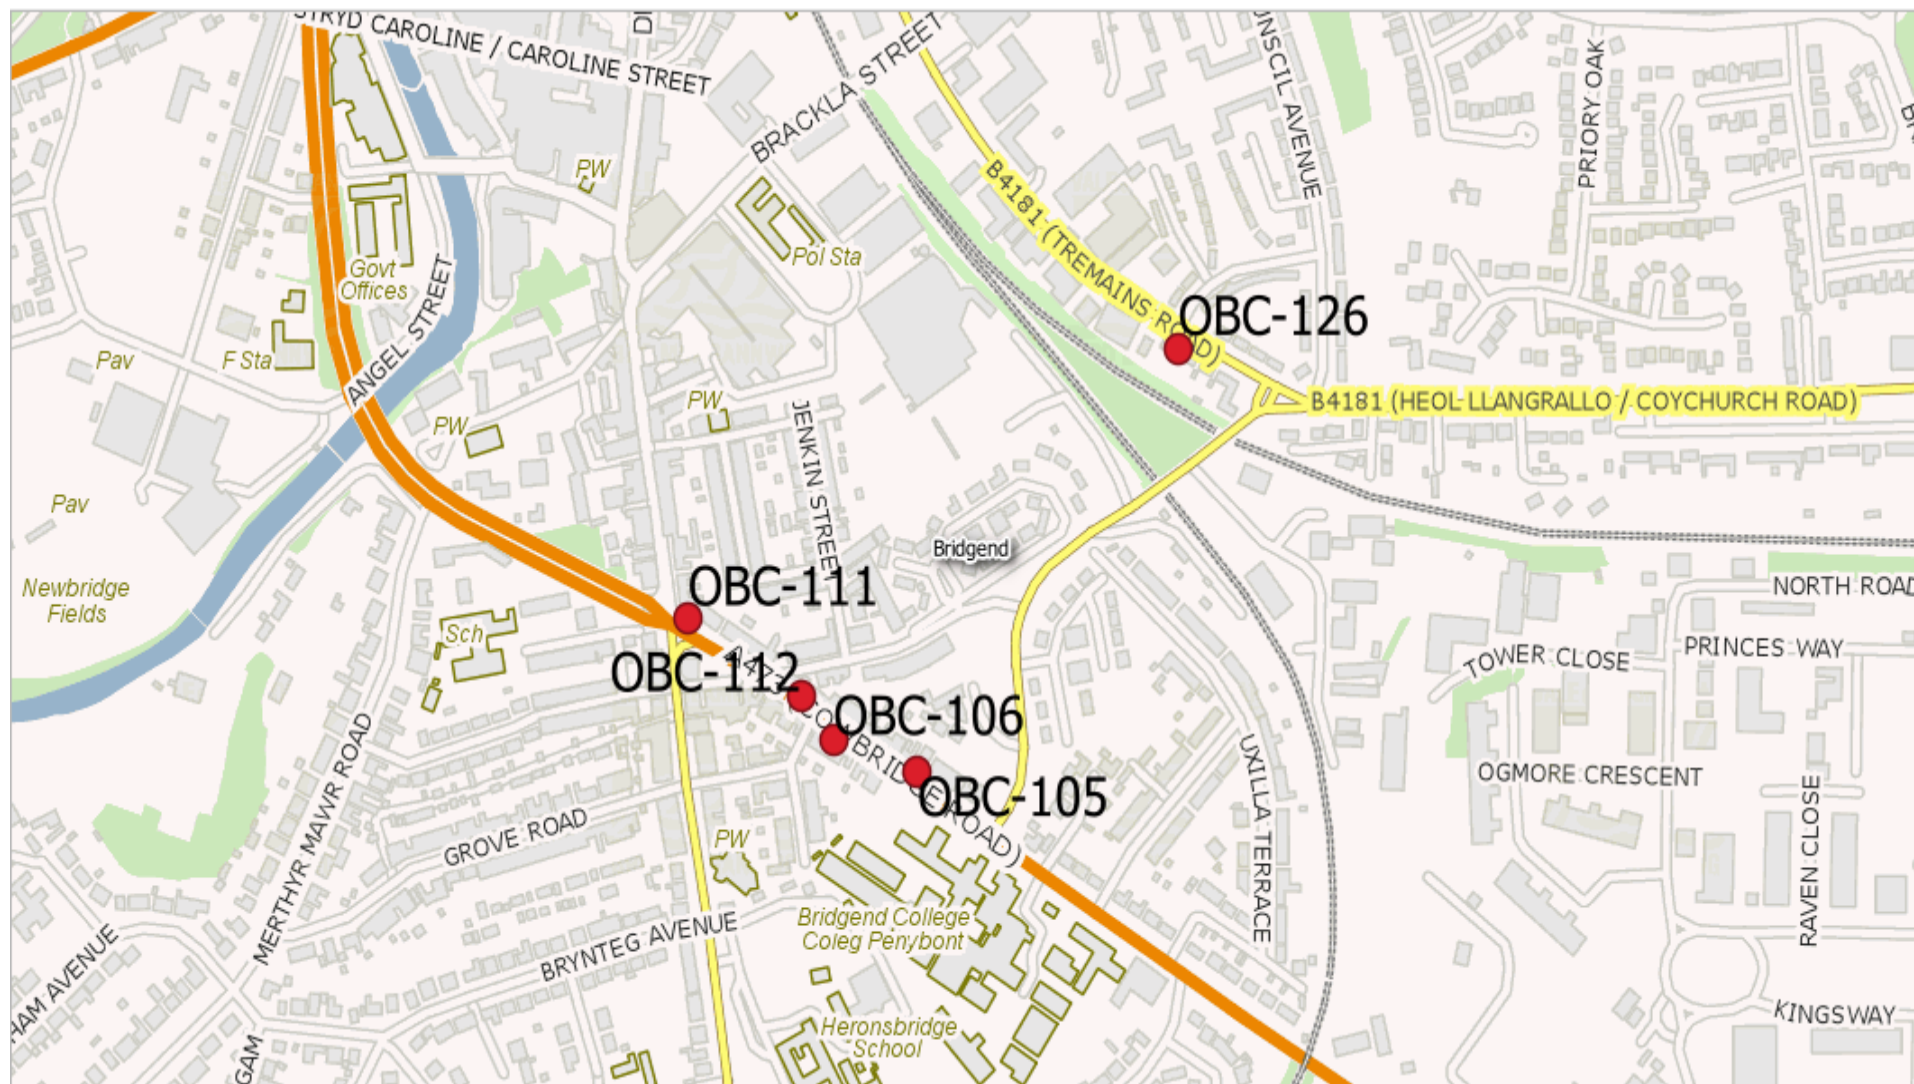 STRYD CAROLINE / CAROLINE STREET
BRACKLA STREET
PRIORY OAK
PW
B4181 (TREMAINS ROAD)
Pol Sta
Govt
Offices
ANGEL STREET
OBC-126
Pav
F Sta
PW
B4181 (HEOL LLANGRALLO / COYCHURCH ROAD)
PW
JENKIN STREET
Pav
Bridgend
Newbridge
Fields
OBC-111
NORTH ROAD
Sch
PRINCES WAY
TOWER CLOSE
OBC-112
OBC-106
OGMORE CRESCENT
OBC-105
MERTHYR MAWR ROAD
UXILLA TERRACE
GROVE ROAD
PW
RAVEN CLOSE
Bridgend College
Coleg Penybont
BRYNTEG AVENUE
HAM AVENUE
KINGSWAY
Heronsbridge
School
GAM